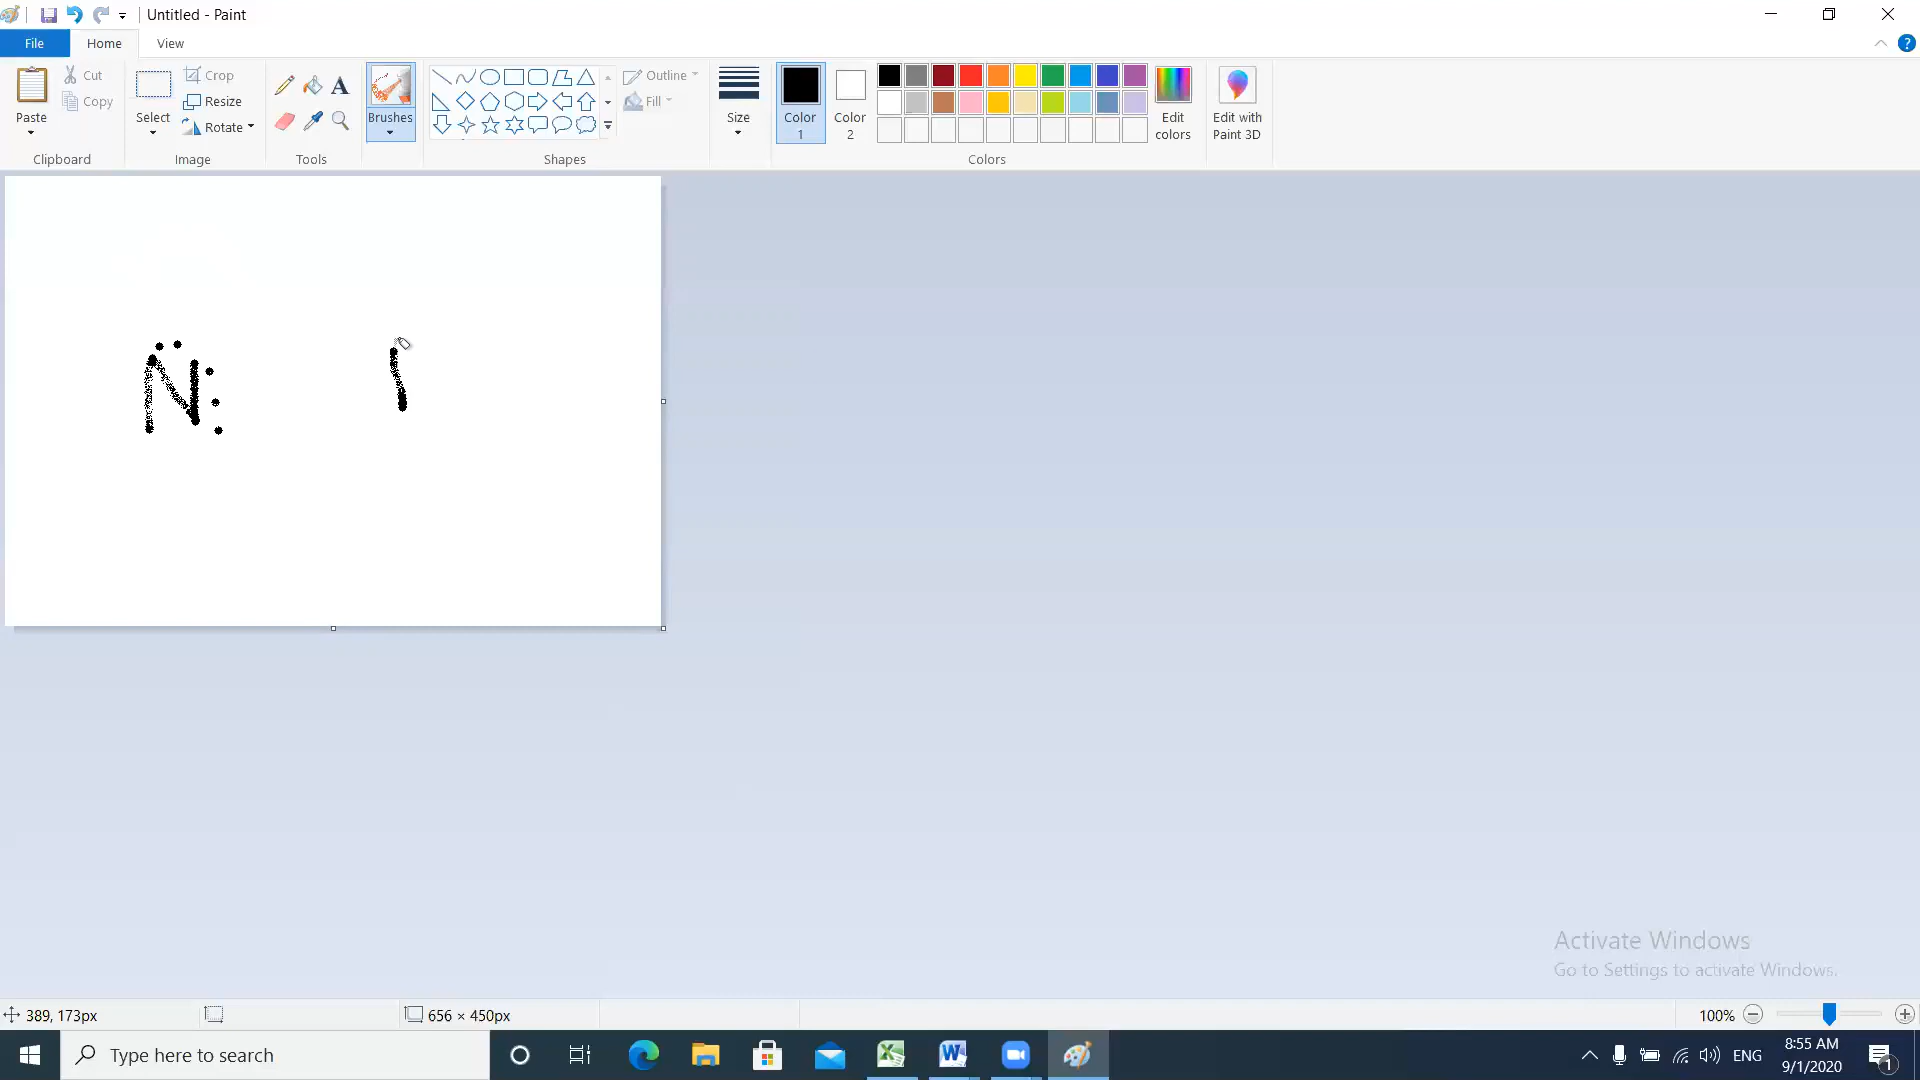 Untitled - Paint
File Home View
Paste Cut Copy Select Crop Resize Rotate Brushes Outline Fill Size Color 1 Color 2 Edit colors Edit with Paint 3D
Clipboard Image Tools Shapes Colors
N
Activate Windows
Go to Settings to activate Windows.
389, 173px 656 × 450px 100%
Type here to search ENG 8:55 AM
9/1/2020 1